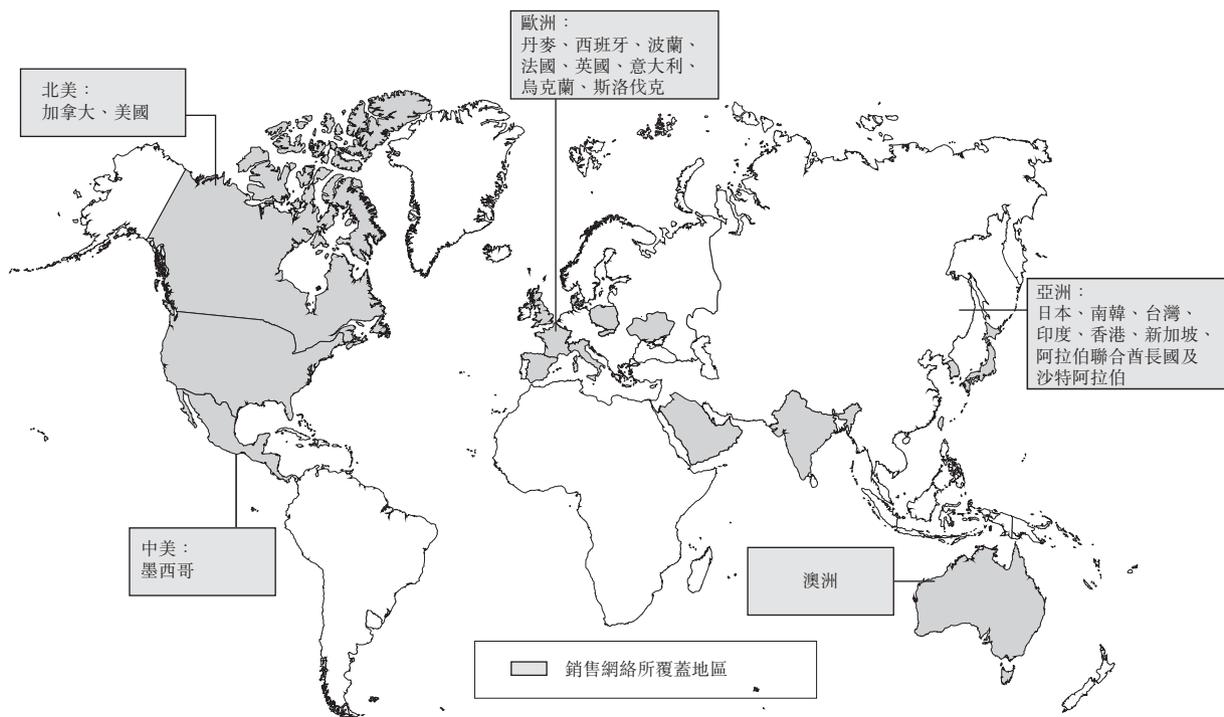 歐洲：
丹麥、西班牙、波蘭、
法國、英國、意大利、
烏克蘭、斯洛伐克
北美：
加拿大、美國
亞洲：
日本、南韓、台灣、
印度、香港、新加坡、
阿拉伯聯合酋長國及
沙特阿拉伯
中美：
墨西哥
澳洲
銷售網絡所覆蓋地區